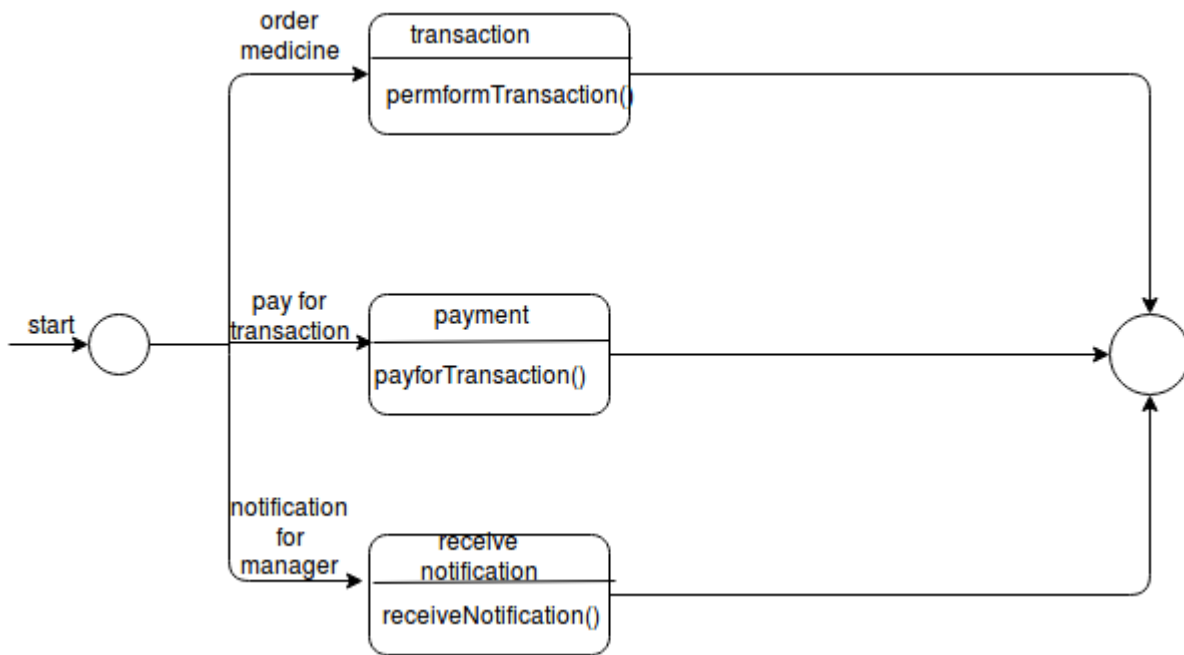 order
medicine
transaction
permformTransaction()
start
pay for
transaction
payment
payforTransaction()
notification
for
manager
receive
notification
receiveNotification()